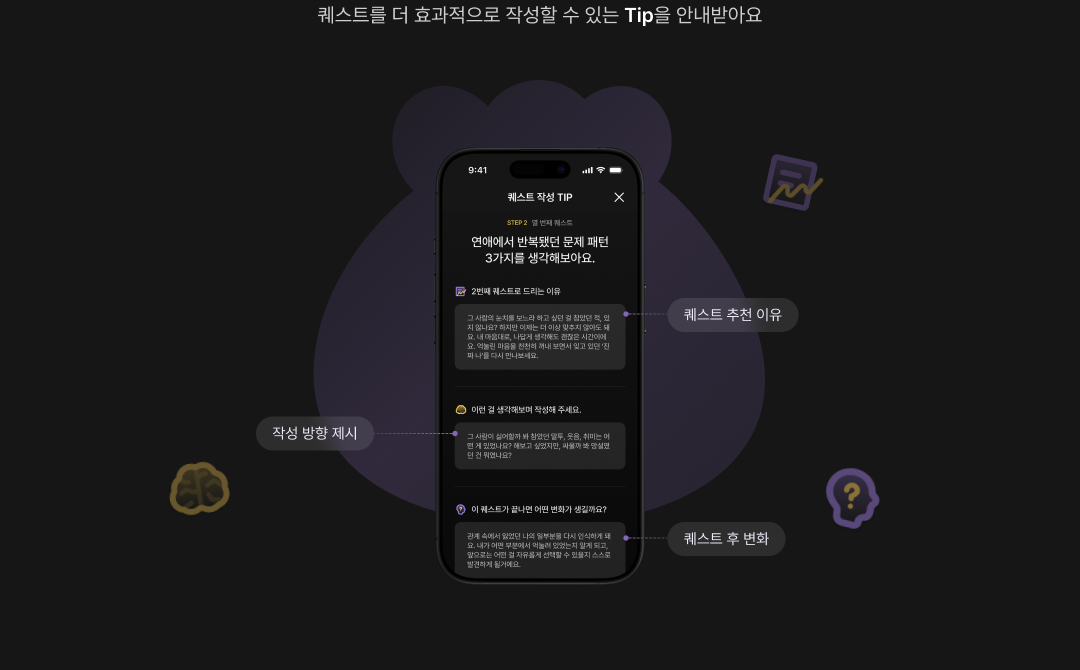 퀘스트를 더 효과적으로 작성할 수 있는 Tip을 안내받아요
9:41
퀘스트 작성 TIP
STEP 2 열 번째 퀘스트
연애에서 반복됐던 문제 패턴
3가지를 생각해보아요.
2번째 퀘스트로 드리는 이유
그 사람의 눈치를 보느라 하고 싶던 걸 참았던 적, 있
지 않나요? 하지만 이제는 더 이상 맞추지 않아도 돼
요. 내 마음대로, 나답게 생각해도 괜찮은 시간이에
요. 억눌린 마음을 천천히 꺼내 보면서 잊고 있던 '진
짜 나'를 다시 만나보세요.
퀘스트 추천 이유
이런 걸 생각해보며 작성해 주세요.
그 사람이 싫어할까 봐 참았던 말투, 웃음, 취미는 어
떤 게 있었나요? 해보고 싶었지만, 싸울까 봐 망설였
던 건 뭐였나요?
작성 방향 제시
이 퀘스트가 끝나면 어떤 변화가 생길까요?
관계 속에서 잃었던 나의 일부분을 다시 인식하게 돼
요. 내가 어떤 부분에서 억눌려 있었는지 알게 되고,
앞으로는 어떤 걸 자유롭게 선택할 수 있을지 스스로
발견하게 될거에요.
퀘스트 후 변화